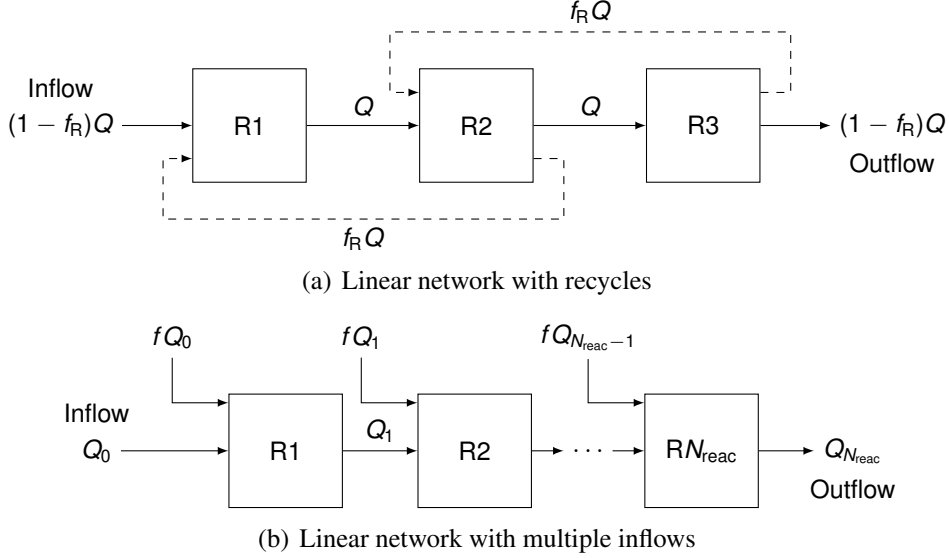 f_R Q
Inflow
(1 − f_R)Q
R1
Q
R2
Q
R3
(1 − f_R)Q
Outflow
f_R Q
(a) Linear network with recycles
fQ_0
fQ_1
fQ_{N_reac−1}
Inflow
Q_0
R1
Q_1
R2
· · ·
RN_reac
Q_{N_reac}
Outflow
(b) Linear network with multiple inflows